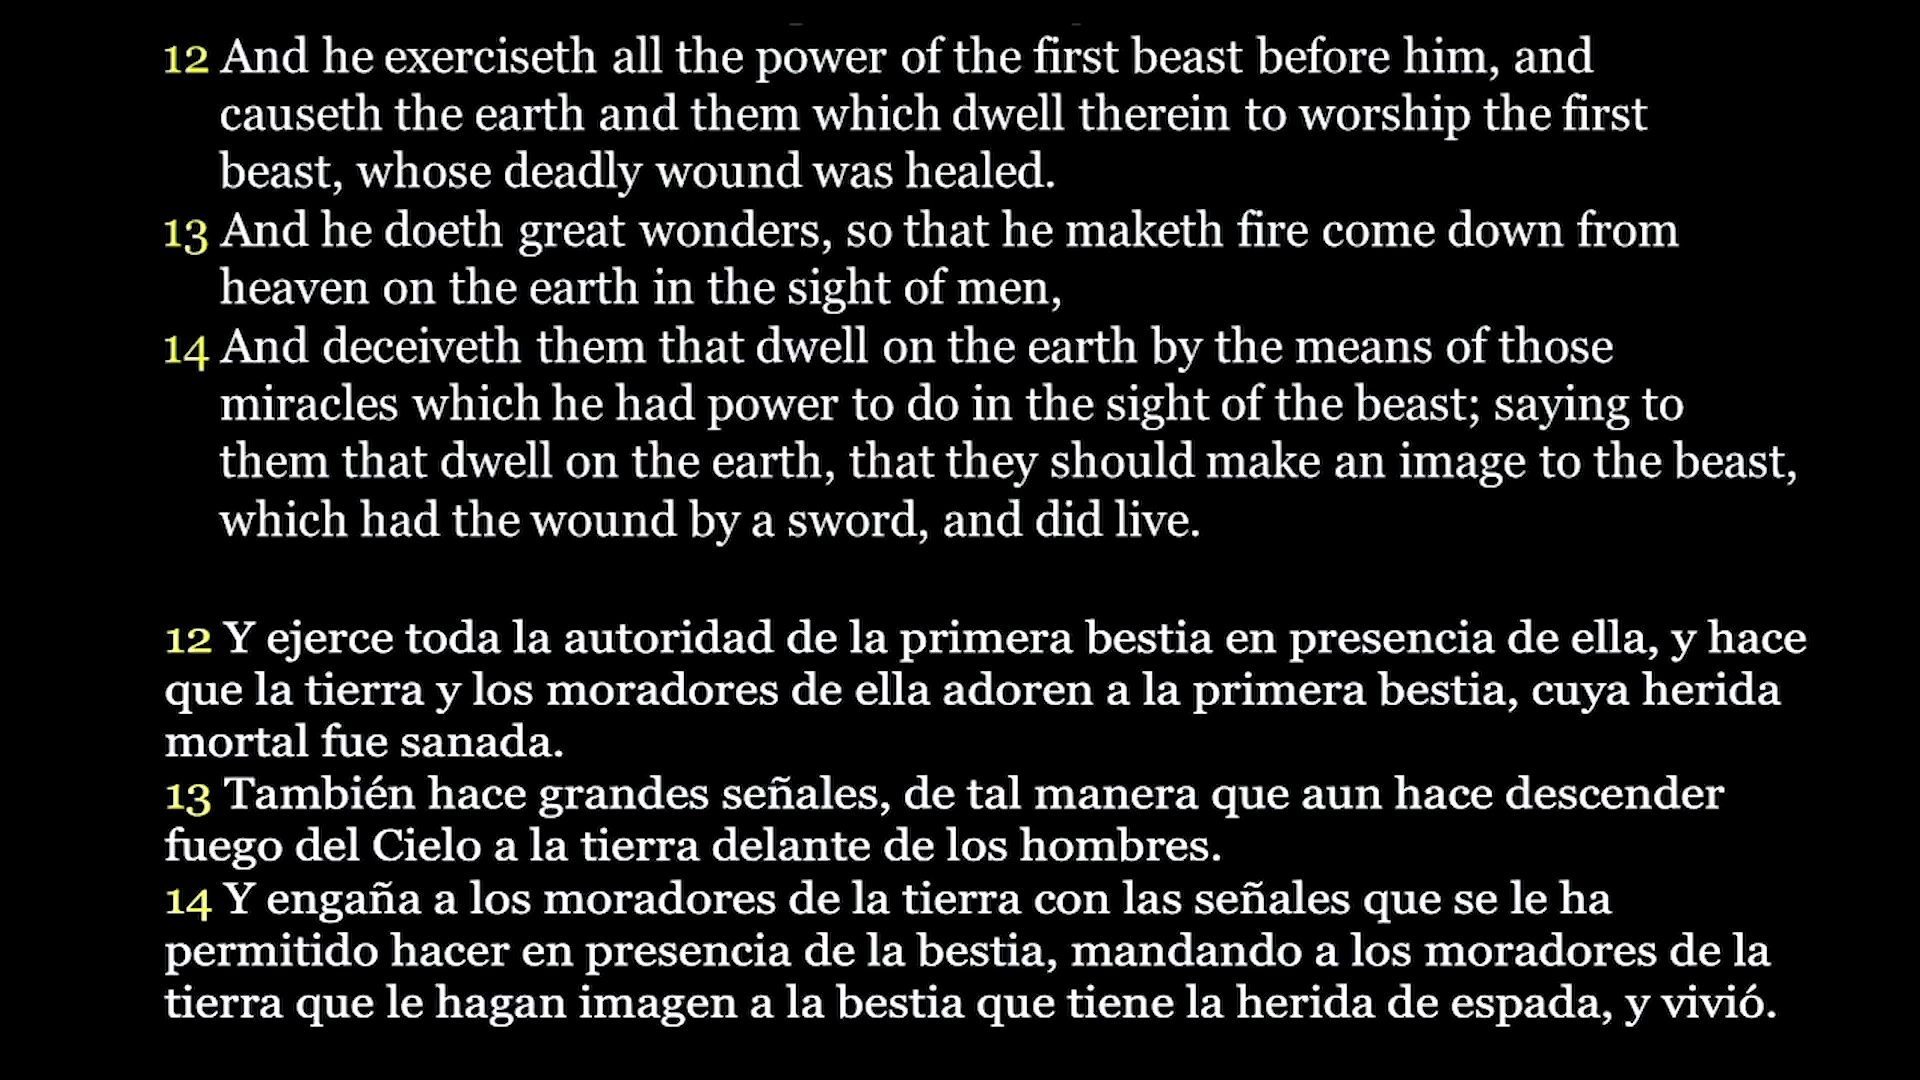 12 And he exerciseth all the power of the first beast before him, and
causeth the earth and them which dwell therein to worship the first
beast, whose deadly wound was healed.
13 And he doeth great wonders, so that he maketh fire come down from
heaven on the earth in the sight of men,
14 And deceiveth them that dwell on the earth by the means of those
miracles which he had power to do in the sight of the beast; saying to
them that dwell on the earth, that they should make an image to the beast,
which had the wound by a sword, and did live.
12 Y ejerce toda la autoridad de la primera bestia en presencia de ella, y hace
que la tierra y los moradores de ella adoren a la primera bestia, cuya herida
mortal fue sanada.
13 También hace grandes señales, de tal manera que aun hace descender
fuego del Cielo a la tierra delante de los hombres.
14 Y engaña a los moradores de la tierra con las señales que se le ha
permitido hacer en presencia de la bestia, mandando a los moradores de la
tierra que le hagan imagen a la bestia que tiene la herida de espada, y vivió.